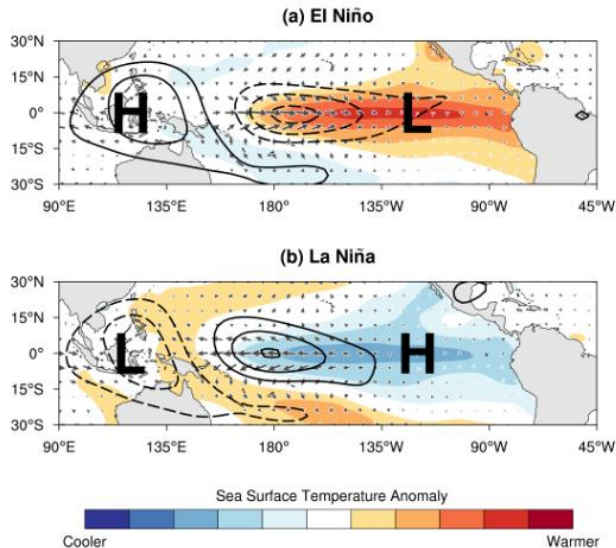 (a) El Niño
30°N
15°N
0°
15°S
30°S
H
L
90°E 135°E 180° 135°W 90°W 45°W
(b) La Niña
30°N
15°N
0°
15°S
30°S
L
H
90°E 135°E 180° 135°W 90°W 45°W
Sea Surface Temperature Anomaly
Cooler Warmer